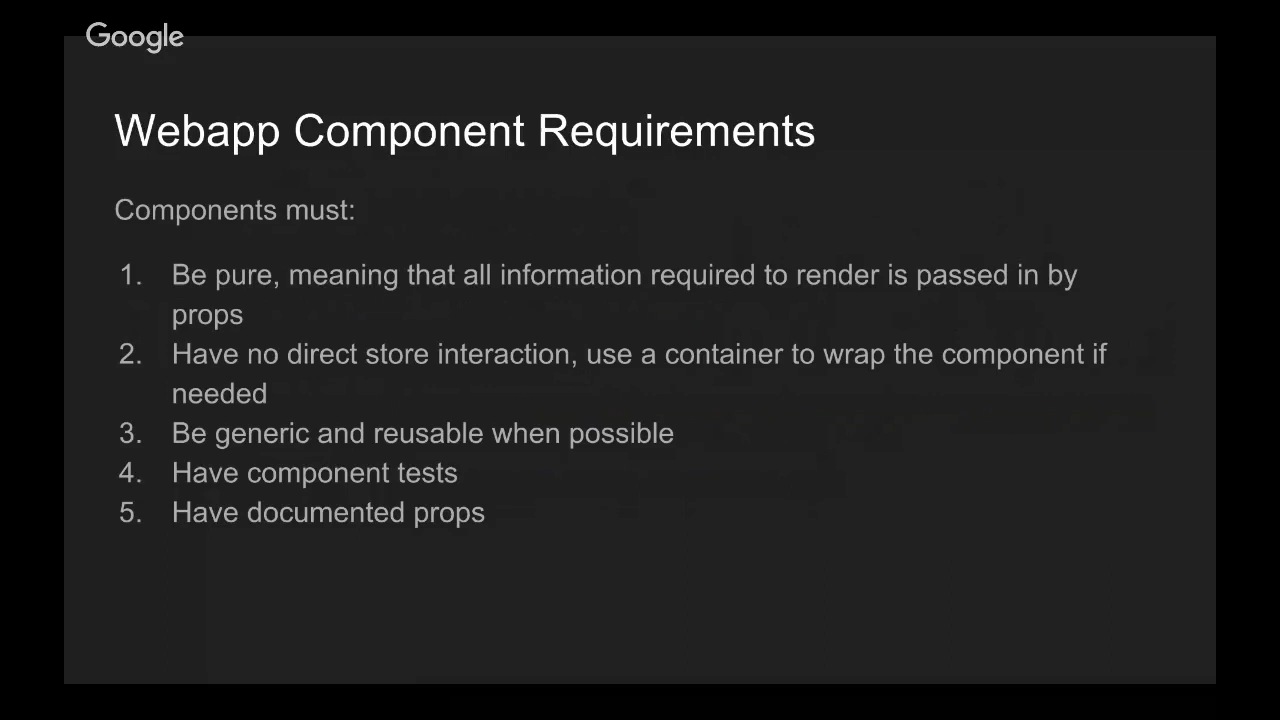 Google
Webapp Component Requirements
Components must:
1. Be pure, meaning that all information required to render is passed in by
props
2. Have no direct store interaction, use a container to wrap the component if
needed
3. Be generic and reusable when possible
4. Have component tests
5. Have documented props